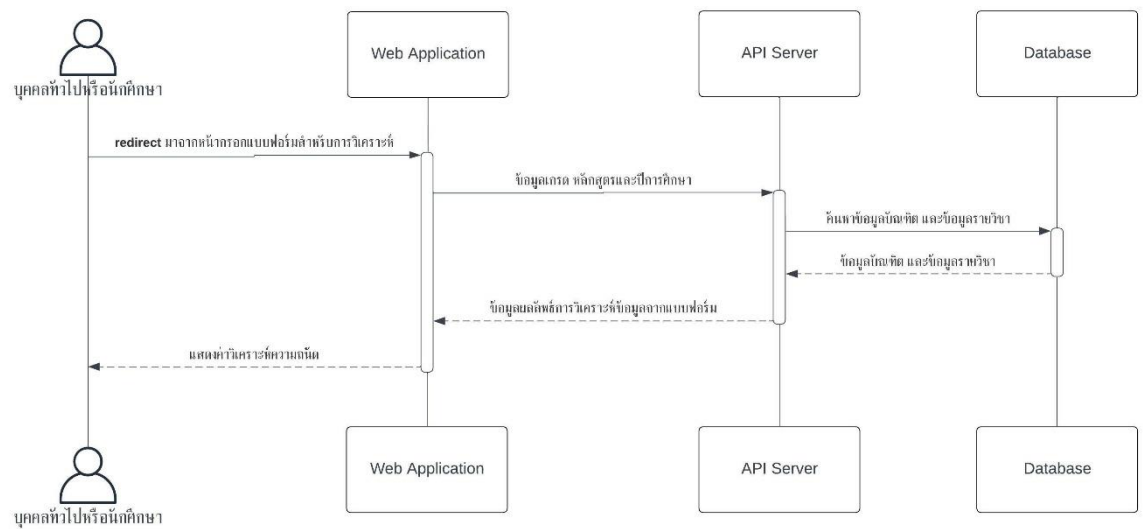 Web Application
API Server
Database
บุคคลทั่วไปหรือนักศึกษา
redirect มาจากหน้ากรอกแบบฟอร์มสำหรับการวิเคราะห์
ข้อมูลเกรด หลักสูตรและปีการศึกษา
ค้นหาข้อมูลบัณฑิต และข้อมูลรายวิชา
ข้อมูลบัณฑิต และข้อมูลรายวิชา
ข้อมูลผลลัพธ์การวิเคราะห์ข้อมูลจากแบบฟอร์ม
แสดงค่าวิเคราะห์ความถนัด
Web Application
API Server
Database
บุคคลทั่วไปหรือนักศึกษา